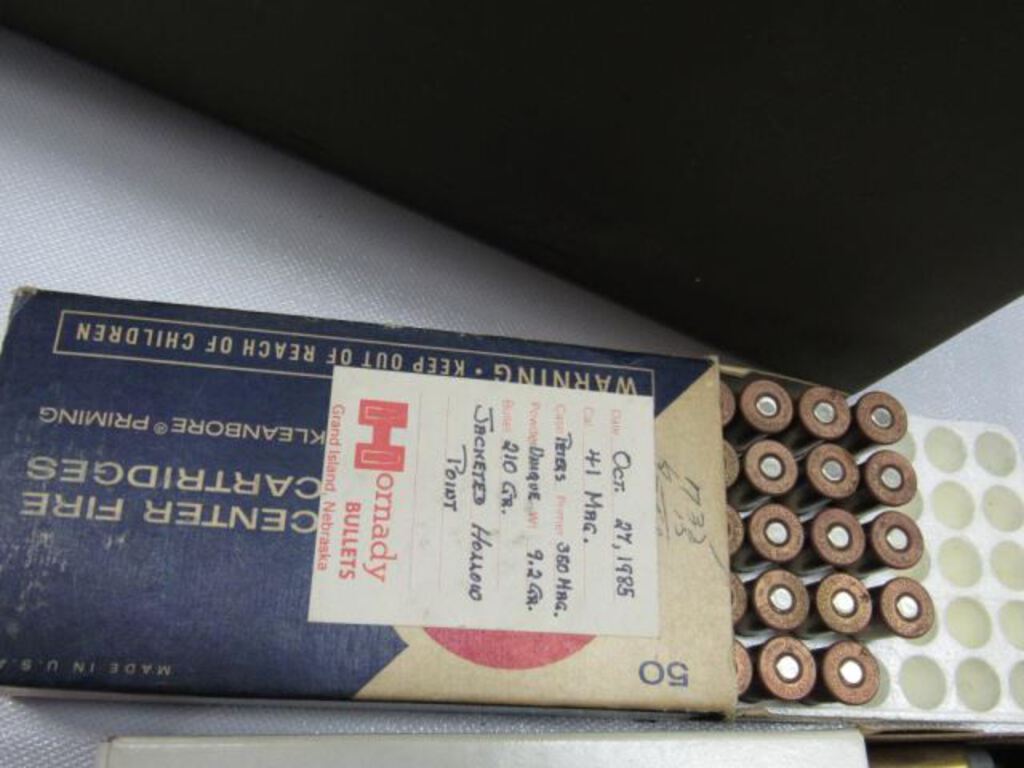 WARNING • KEEP OUT OF REACH OF CHILDREN
KLEANBORE® PRIMING
CENTER FIRE
CARTRIDGES
MADE IN U.S.A
50
Date Oct. 27, 1985
Cal 41 MAG.
Case PETERS Primer 350 MAG.
Powder UNIQUE Wt 9.2 GR.
Bullet 210 GR.
JACKETED HOLLOW
POINT
Hornady
BULLETS
Grand Island, Nebraska